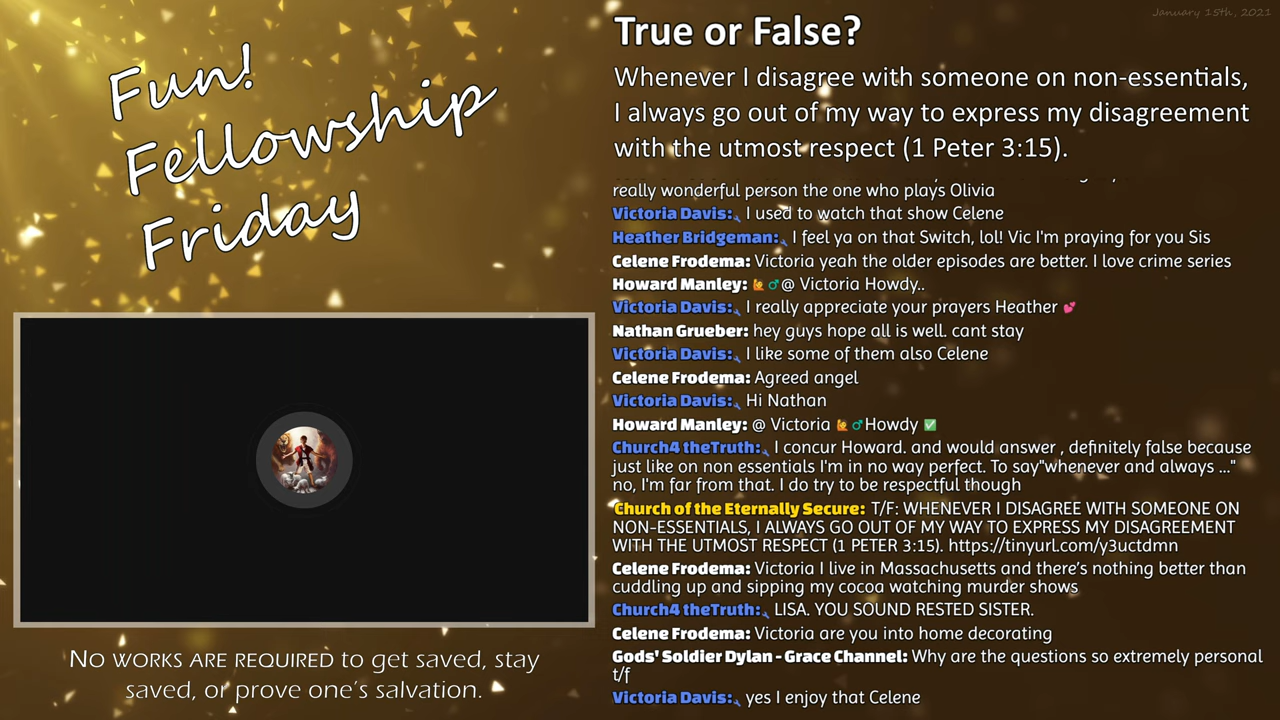 Fun!
Fellowship
Friday
NO WORKS ARE REQUIRED to get saved, stay
saved, or prove one's salvation.
January 15th, 2021
True or False?
Whenever I disagree with someone on non-essentials,
I always go out of my way to express my disagreement
with the utmost respect (1 Peter 3:15).
really wonderful person the one who plays Olivia
Victoria Davis: I used to watch that show Celene
Heather Bridgeman: I feel ya on that Switch, lol! Vic I'm praying for you Sis
Celene Frodema: Victoria yeah the older episodes are better. I love crime series
Howard Manley: 🙋♂@ Victoria Howdy..
Victoria Davis: I really appreciate your prayers Heather 💕
Nathan Grueber: hey guys hope all is well. cant stay
Victoria Davis: I like some of them also Celene
Celene Frodema: Agreed angel
Victoria Davis: Hi Nathan
Howard Manley: @ Victoria 🙋♂Howdy ✅
Church4 theTruth: I concur Howard. and would answer , definitely false because
just like on non essentials I'm in no way perfect. To say"whenever and always ..."
no, I'm far from that. I do try to be respectful though
Church of the Eternally Secure: T/F: WHENEVER I DISAGREE WITH SOMEONE ON
NON-ESSENTIALS, I ALWAYS GO OUT OF MY WAY TO EXPRESS MY DISAGREEMENT
WITH THE UTMOST RESPECT (1 PETER 3:15). https://tinyurl.com/y3uctdmn
Celene Frodema: Victoria I live in Massachusetts and there's nothing better than
cuddling up and sipping my cocoa watching murder shows
Church4 theTruth: LISA. YOU SOUND RESTED SISTER.
Celene Frodema: Victoria are you into home decorating
Gods' Soldier Dylan - Grace Channel: Why are the questions so extremely personal
t/f
Victoria Davis: yes I enjoy that Celene